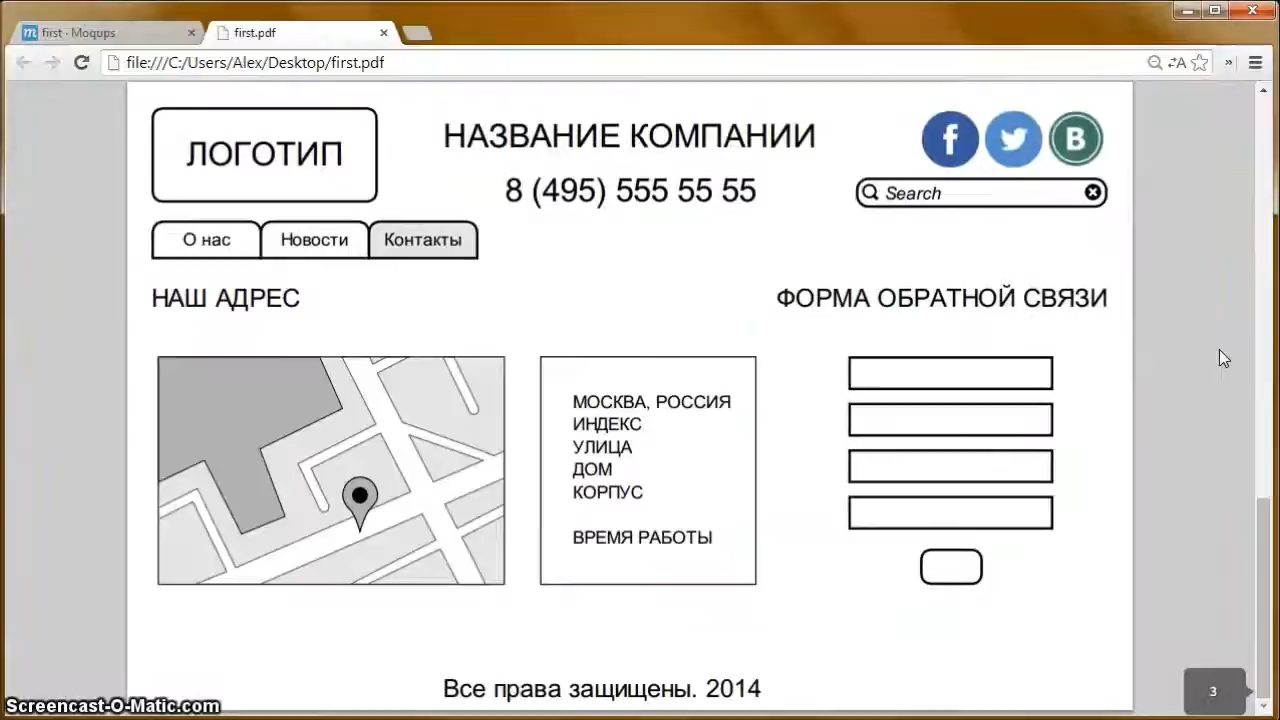 first · Moqups
first.pdf
file:///C:/Users/Alex/Desktop/first.pdf
ЛОГОТИП
НАЗВАНИЕ КОМПАНИИ
8 (495) 555 55 55
Search
О нас
Новости
Контакты
НАШ АДРЕС
ФОРМА ОБРАТНОЙ СВЯЗИ
МОСКВА, РОССИЯ
ИНДЕКС
УЛИЦА
ДОМ
КОРПУС
ВРЕМЯ РАБОТЫ
Все права защищены. 2014
3
Screencast-O-Matic.com